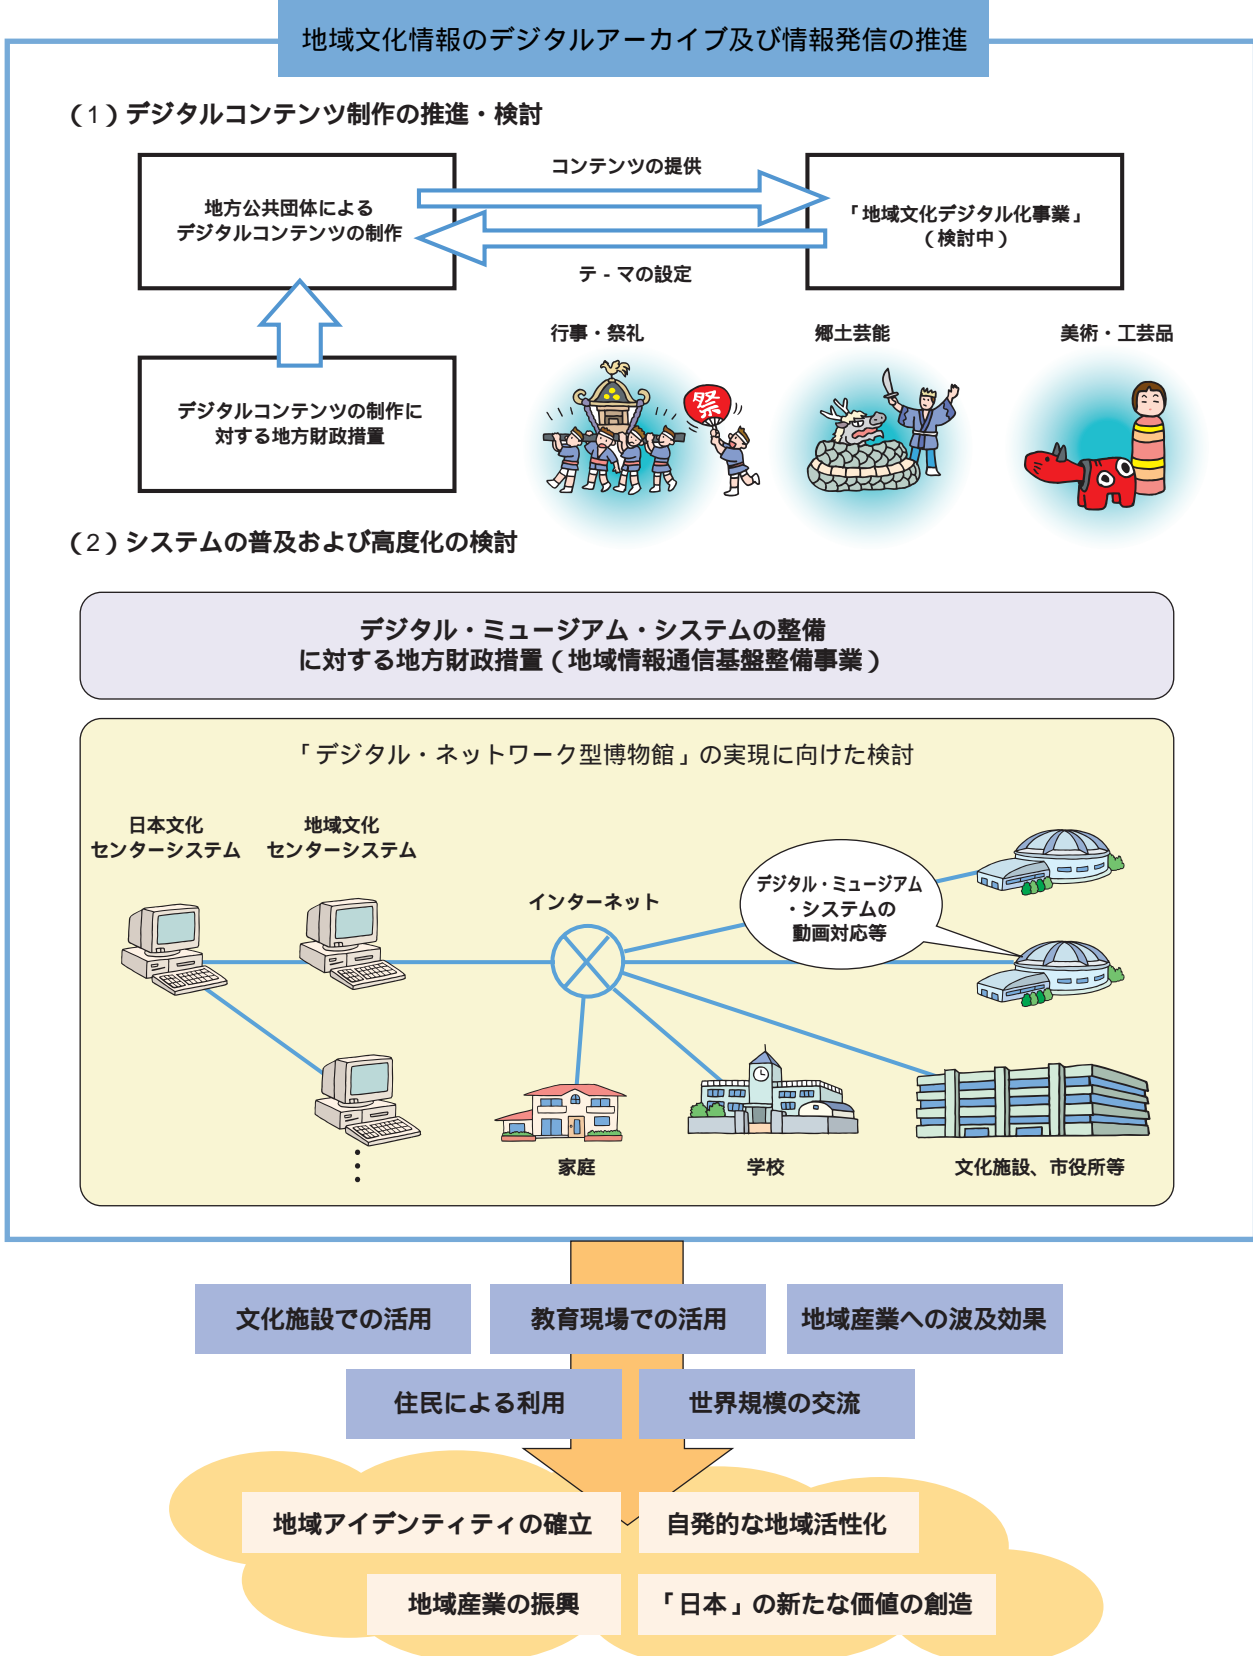 地域文化情報のデジタルアーカイブ及び情報発信の推進
（1）デジタルコンテンツ制作の推進・検討
コンテンツの提供
地方公共団体による
デジタルコンテンツの制作
「地域文化デジタル化事業」
（検討中）
テ-マの設定
デジタルコンテンツの制作に
対する地方財政措置
行事・祭礼
郷土芸能
美術・工芸品
祭
（2）システムの普及および高度化の検討
デジタル・ミュージアム・システムの整備
に対する地方財政措置（地域情報通信基盤整備事業）
「デジタル・ネットワーク型博物館」の実現に向けた検討
日本文化
センターシステム
地域文化
センターシステム
インターネット
デジタル・ミュージアム
・システムの
動画対応等
家庭
学校
文化施設、市役所等
文化施設での活用
教育現場での活用
地域産業への波及効果
住民による利用
世界規模の交流
地域アイデンティティの確立
自発的な地域活性化
地域産業の振興
「日本」の新たな価値の創造